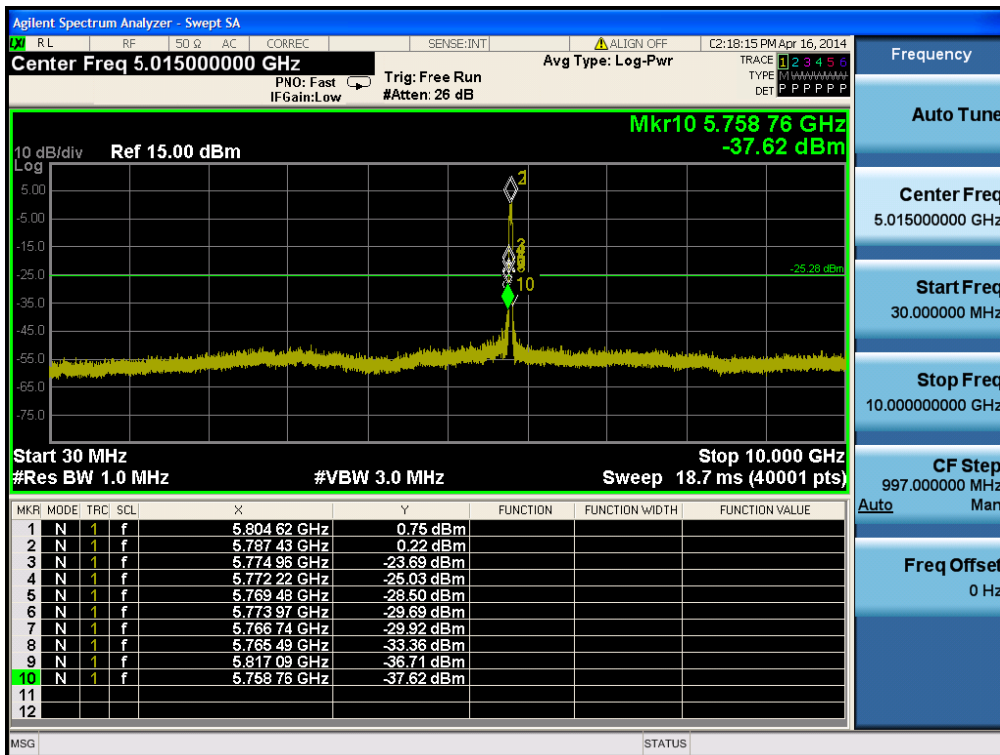 Agilent Spectrum Analyzer - Swept SA
LXI RL RF 50 Ω AC CORREC SENSE:INT ALIGN OFF 02:18:15 PM Apr 16, 2014
Center Freq 5.015000000 GHz
PNO: Fast
IFGain:Low
Trig: Free Run
#Atten: 26 dB
Avg Type: Log-Pwr
TRACE 1 2 3 4 5 6
TYPE M
DET P P P P P P
Mkr10 5.758 76 GHz
-37.62 dBm
10 dB/div Ref 15.00 dBm
Log
5.00
-5.00
-15.0
-25.0
-35.0
-45.0
-55.0
-65.0
-75.0
10
-25.28 dBm
Start 30 MHz Stop 10.000 GHz
#Res BW 1.0 MHz #VBW 3.0 MHz Sweep 18.7 ms (40001 pts)
MKR MODE TRC SCL X Y FUNCTION FUNCTION WIDTH FUNCTION VALUE
1 N 1 f 5.804 62 GHz 0.75 dBm
2 N 1 f 5.787 43 GHz 0.22 dBm
3 N 1 f 5.774 96 GHz -23.69 dBm
4 N 1 f 5.772 22 GHz -25.03 dBm
5 N 1 f 5.769 48 GHz -28.50 dBm
6 N 1 f 5.773 97 GHz -29.69 dBm
7 N 1 f 5.766 74 GHz -29.92 dBm
8 N 1 f 5.765 49 GHz -33.36 dBm
9 N 1 f 5.817 09 GHz -36.71 dBm
10 N 1 f 5.758 76 GHz -37.62 dBm
11
12
MSG STATUS
Frequency
Auto Tune
Center Freq
5.015000000 GHz
Start Freq
30.000000 MHz
Stop Freq
10.000000000 GHz
CF Step
997.000000 MHz
Auto Man
Freq Offset
0 Hz